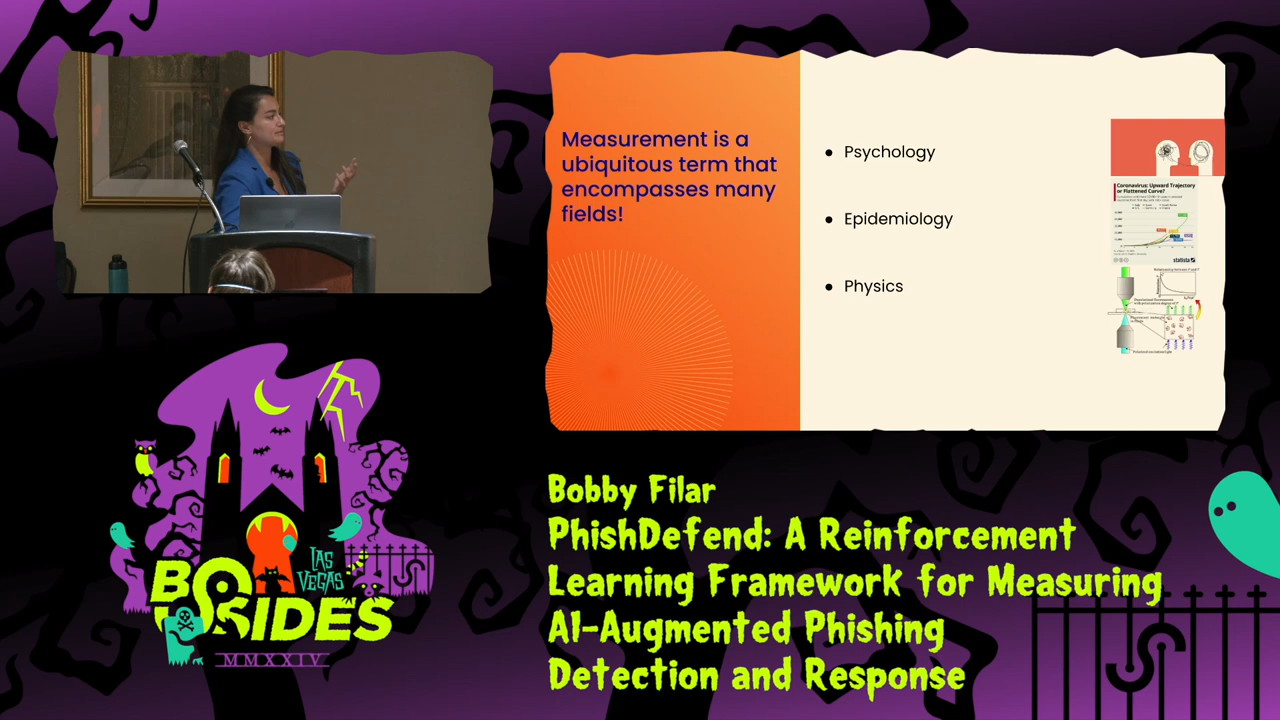 Measurement is a
ubiquitous term that
encompasses many
fields!
Psychology
Epidemiology
Physics
Coronavirus: Upward Trajectory
or Flattened Curve?
statista
LAS
VEGAS
BSIDES
MMXXIV
Bobby Filar
PhishDefend: A Reinforcement
Learning Framework for Measuring
AI-Augmented Phishing
Detection and Response